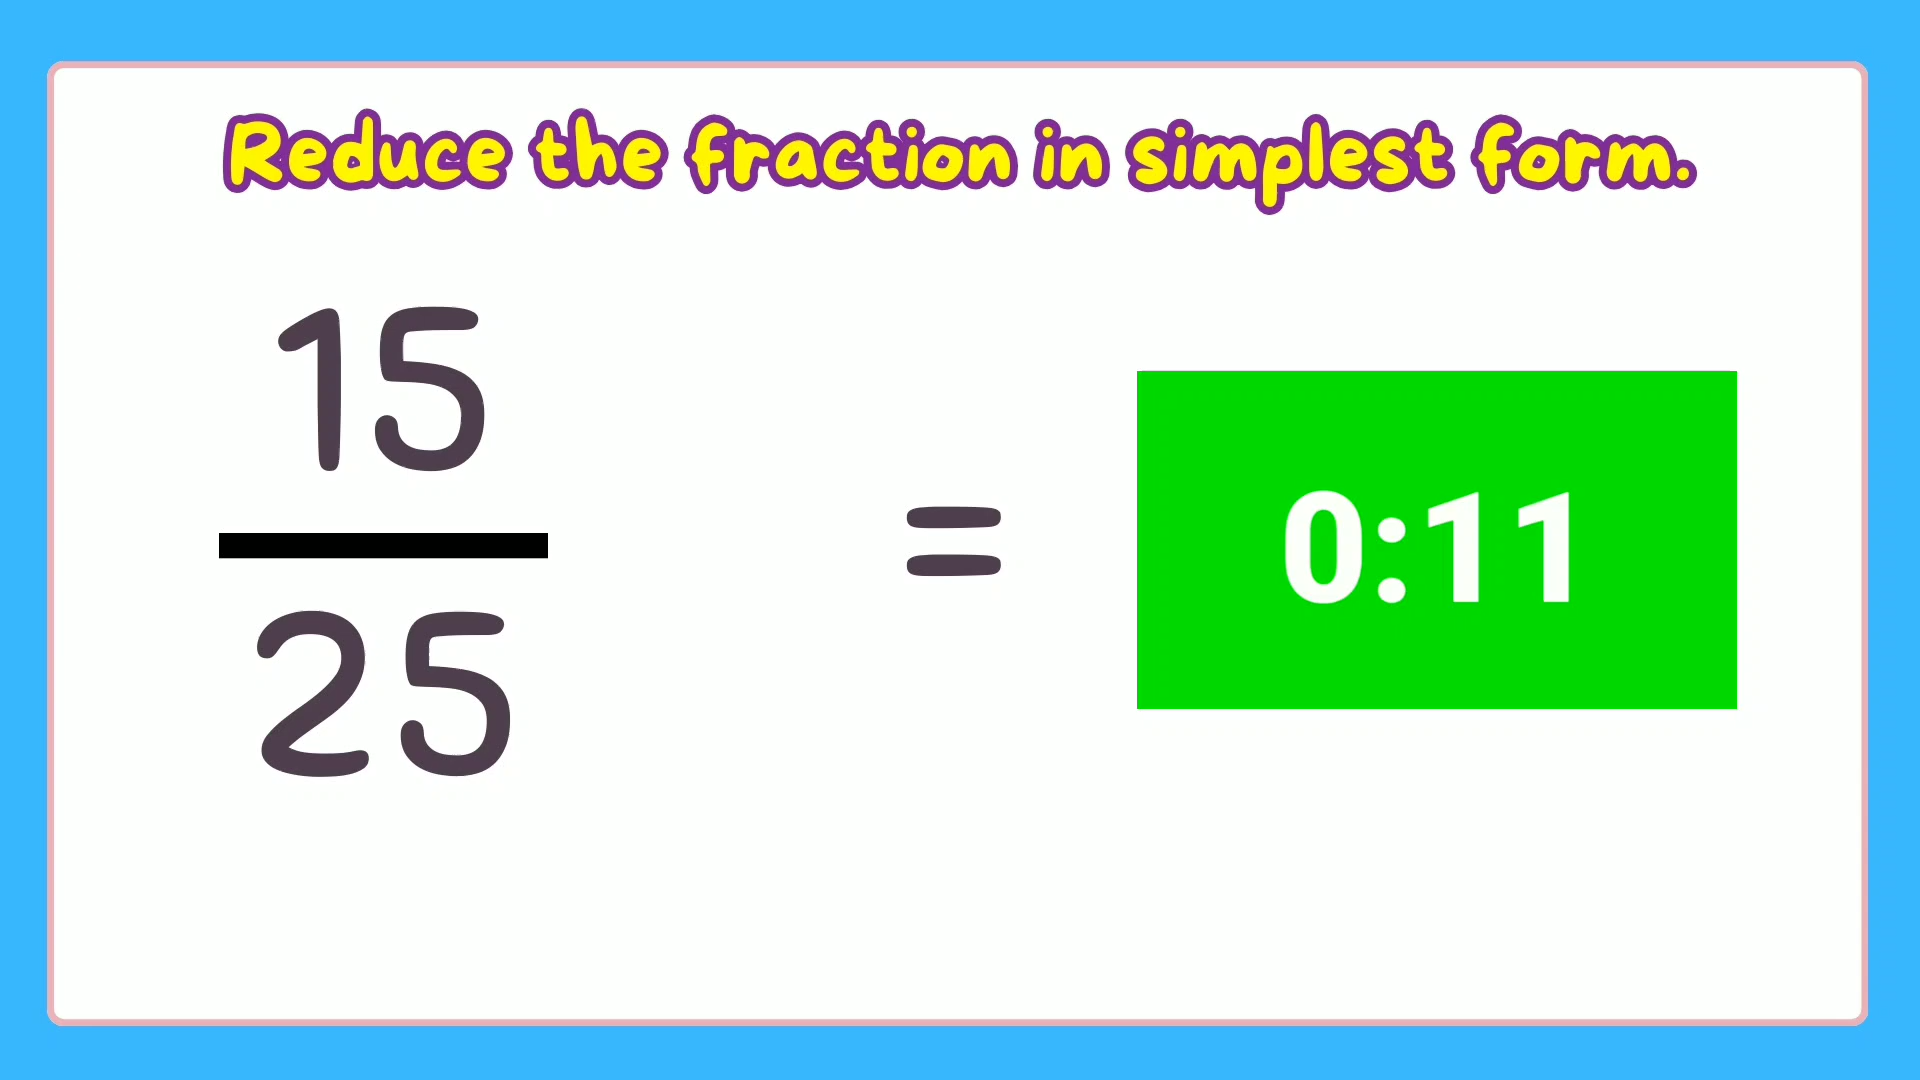 Reduce the fraction in simplest form.
15
25
=
0:11